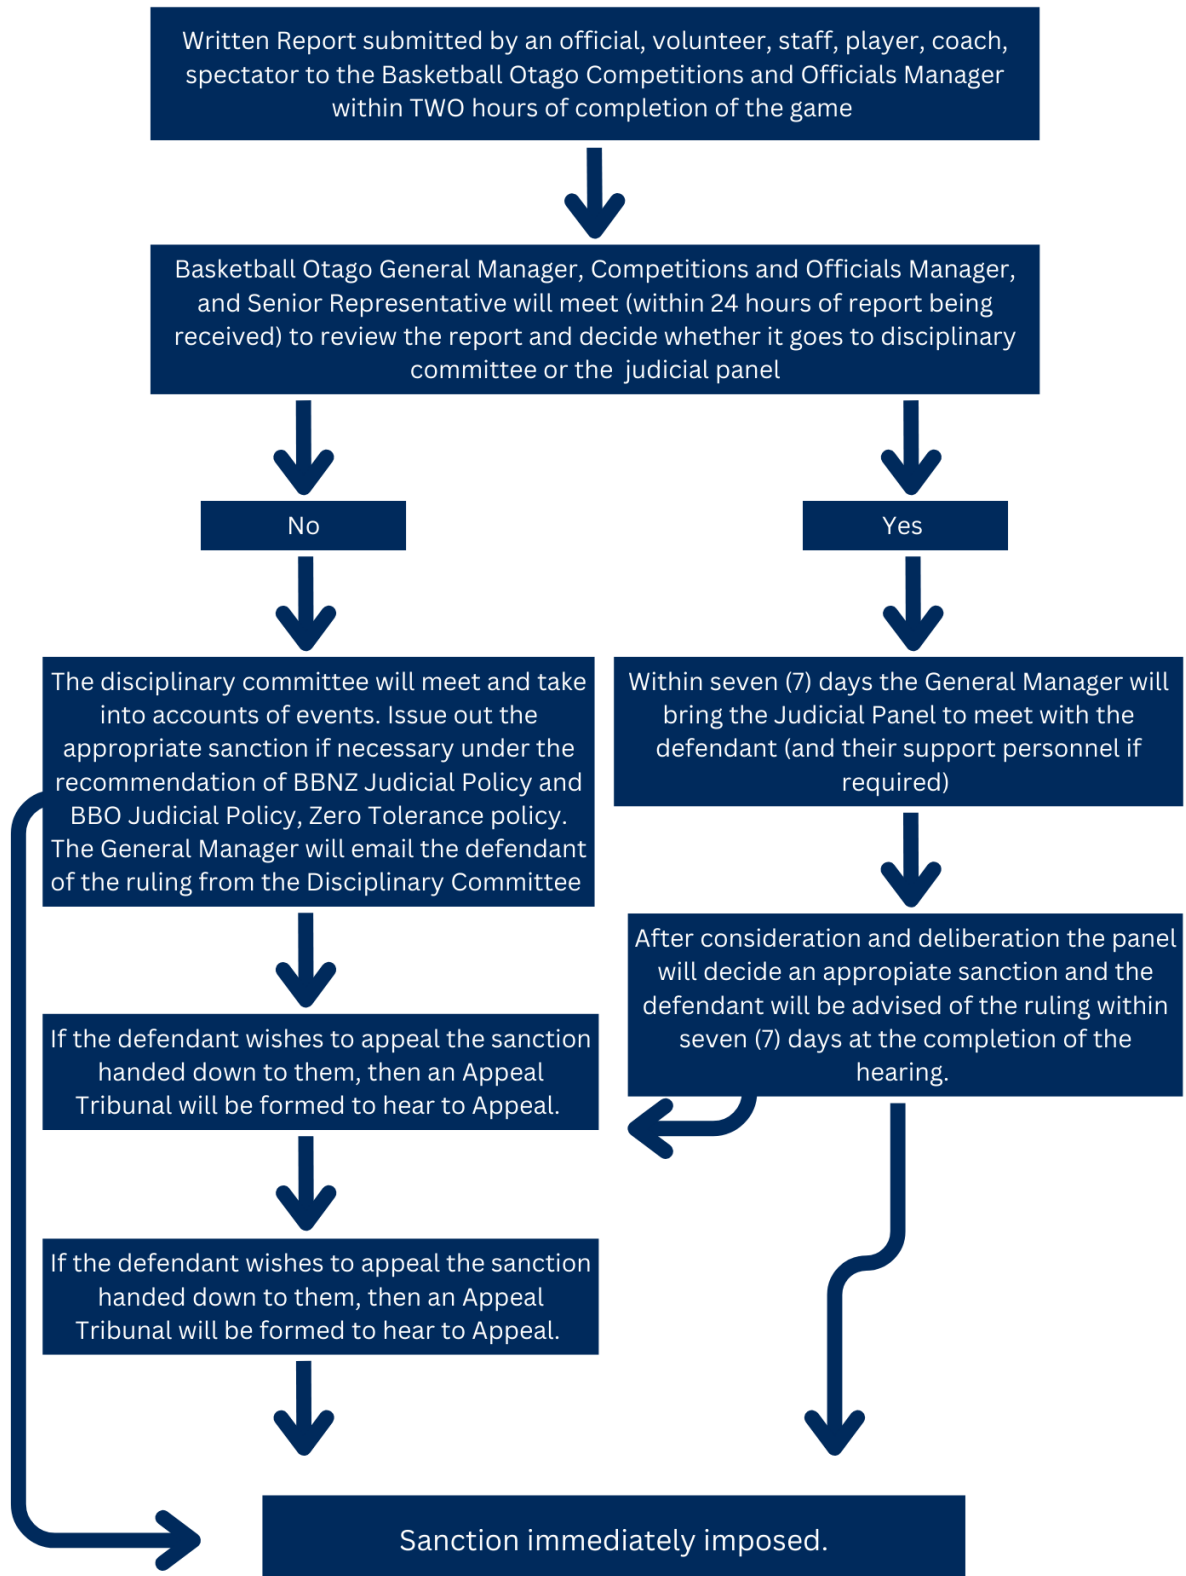 Written Report submitted by an official, volunteer, staff, player, coach,
spectator to the Basketball Otago Competitions and Officials Manager
within TWO hours of completion of the game
Basketball Otago General Manager, Competitions and Officials Manager,
and Senior Representative will meet (within 24 hours of report being
received) to review the report and decide whether it goes to disciplinary
committee or the judicial panel
No
Yes
The disciplinary committee will meet and take
into accounts of events. Issue out the
appropriate sanction if necessary under the
recommendation of BBNZ Judicial Policy and
BBO Judicial Policy, Zero Tolerance policy.
The General Manager will email the defendant
of the ruling from the Disciplinary Committee
Within seven (7) days the General Manager will
bring the Judicial Panel to meet with the
defendant (and their support personnel if
required)
After consideration and deliberation the panel
will decide an appropiate sanction and the
defendant will be advised of the ruling within
seven (7) days at the completion of the
hearing.
If the defendant wishes to appeal the sanction
handed down to them, then an Appeal
Tribunal will be formed to hear to Appeal.
If the defendant wishes to appeal the sanction
handed down to them, then an Appeal
Tribunal will be formed to hear to Appeal.
Sanction immediately imposed.